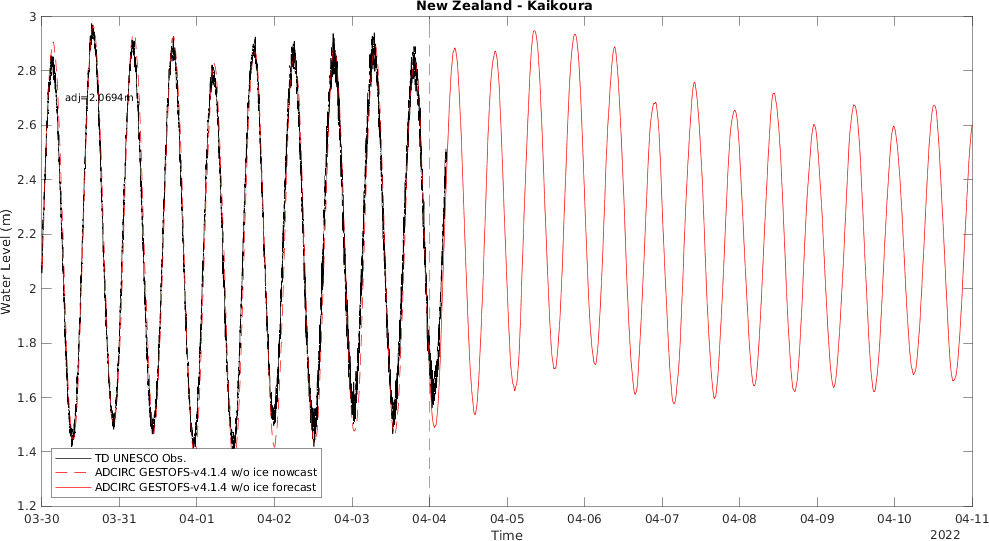 New Zealand - Kaikoura
Water Level (m)
3
2.8
2.6
2.4
2.2
2
1.8
1.6
1.4
1.2
adj=2.0694m
TD UNESCO Obs.
ADCIRC GESTOFS-v4.1.4 w/o ice nowcast
ADCIRC GESTOFS-v4.1.4 w/o ice forecast
03-30 03-31 04-01 04-02 04-03 04-04 04-05 04-06 04-07 04-08 04-09 04-10 04-11
Time
2022